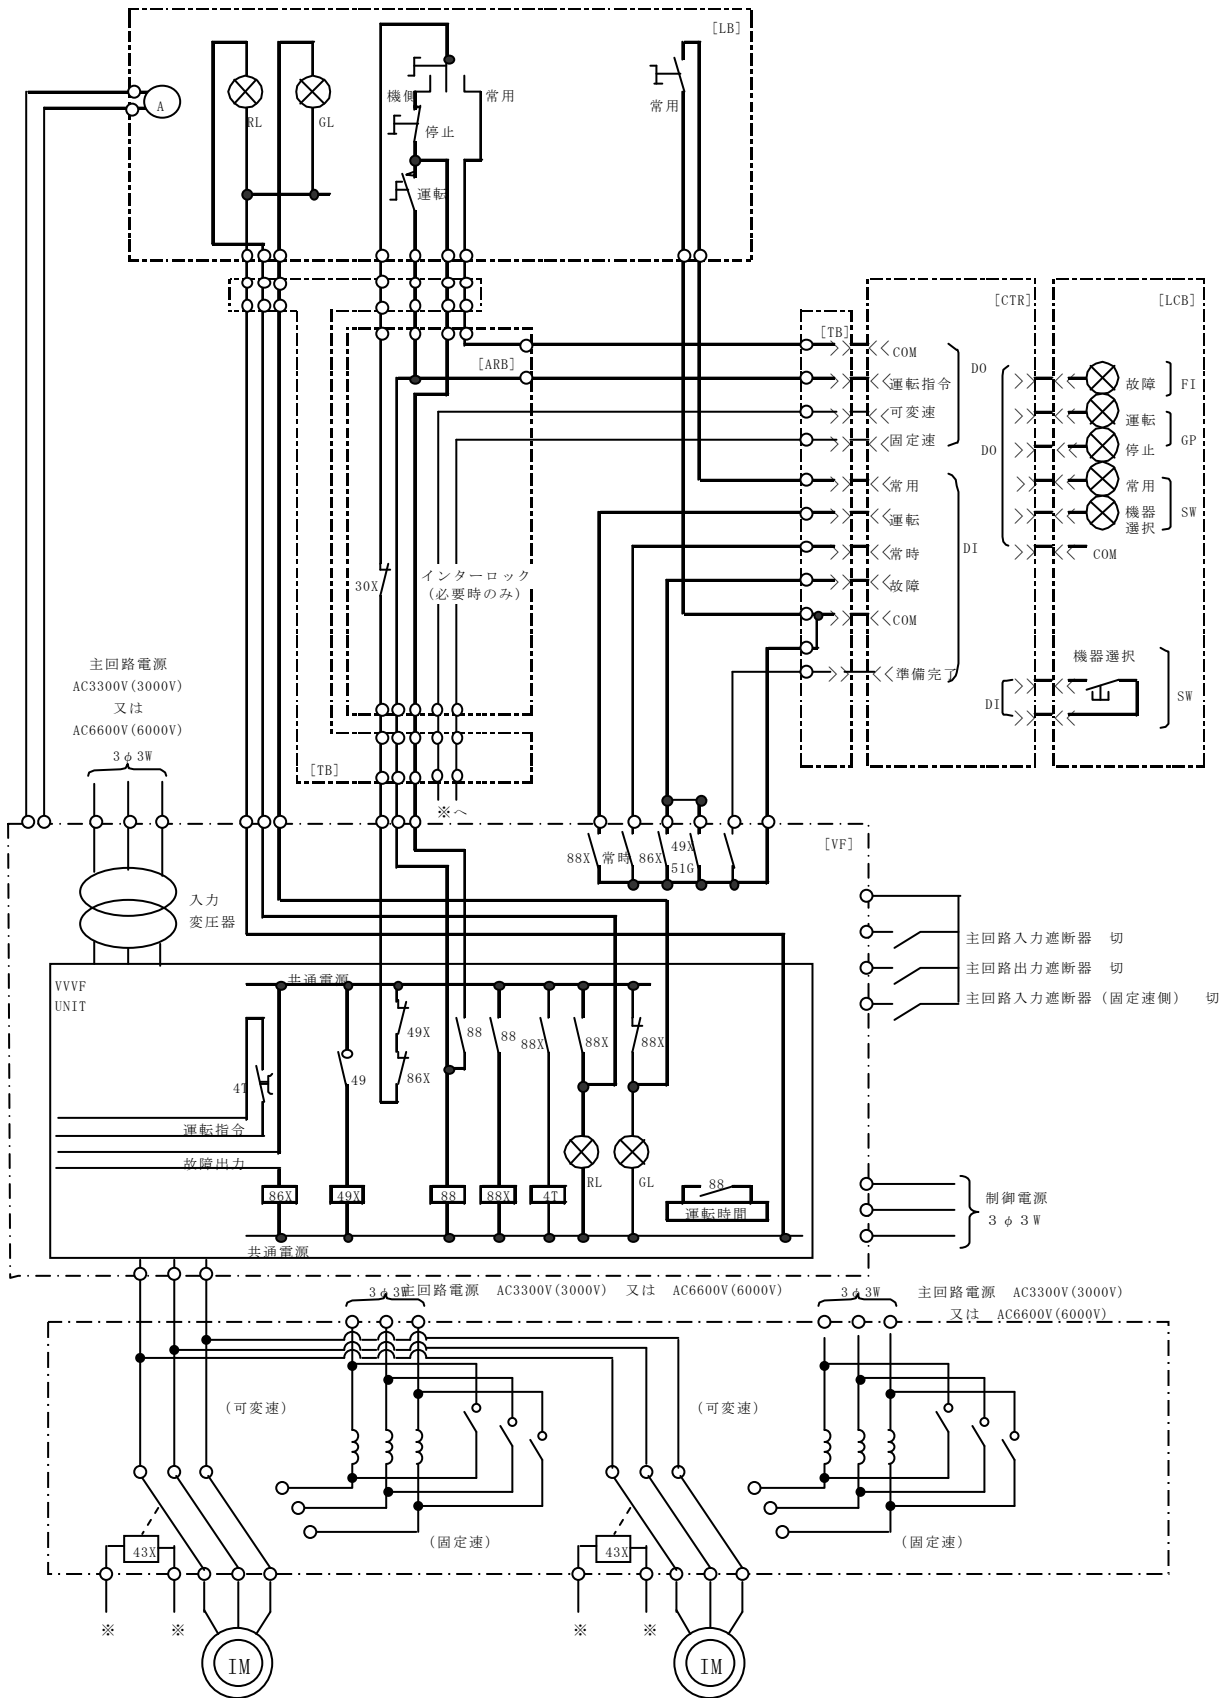 [LB]
A
RL
GL
機側
常用
停止
運転
常用
[ARB]
[TB]
[CTR]
[LCB]
COM
運転指令
可変速
固定速
DO
常用
運転
常時
故障
COM
準備完了
DI
DO
故障
FI
運転
停止
GP
常用
機器
選択
SW
COM
機器選択
DI
SW
30X
インターロック
(必要時のみ)
主回路電源
AC3300V(3000V)
又は
AC6600V(6000V)
3φ3W
[TB]
※へ
[VF]
88X
常時
86X
49X
51G
入力
変圧器
主回路入力遮断器 切
主回路出力遮断器 切
主回路入力遮断器(固定速側) 切
VVVF
UNIT
共通電源
4T
49
49X
86X
88
88
88X
88X
88X
運転指令
故障出力
RL
GL
86X
49X
88
88X
4T
88
運転時間
共通電源
制御電源
3φ3W
3φ3W
主回路電源 AC3300V(3000V) 又は AC6600V(6000V)
3φ3W
主回路電源 AC3300V(3000V)
又は AC6600V(6000V)
(可変速)
(可変速)
(固定速)
(固定速)
43X
43X
※
※
※
※
IM
IM